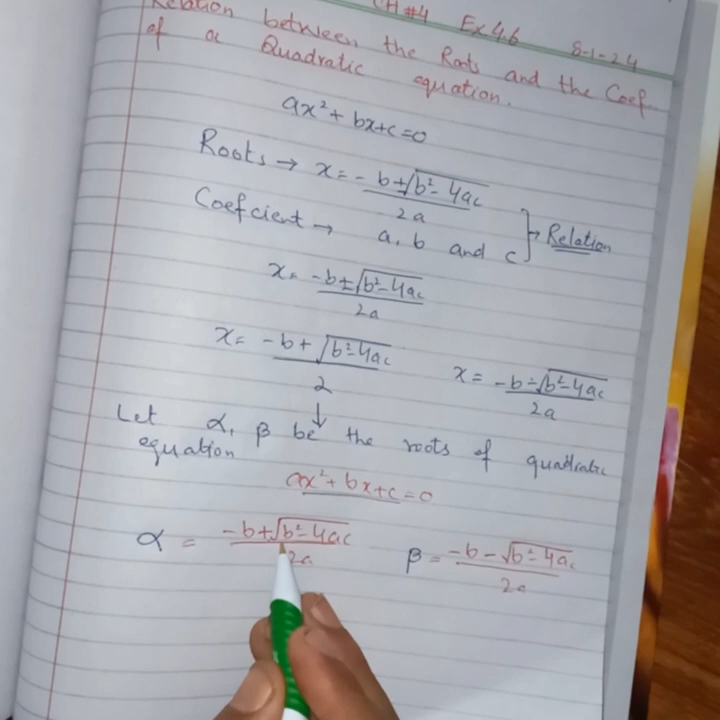 CH #4 Ex 4.6 8-1-24
Relation between the Roots and the Coef
of a Quadratic equation.
ax² + bx + c = 0
Roots → x = -b ± √b² - 4ac / 2a
Coefcient → a, b and c } → Relation
x = -b ± √b² - 4ac / 2a
x = -b + √b² - 4ac / 2 x = -b - √b² - 4ac / 2a
Let α, β be the roots of quadratic
equation
ax² + bx + c = 0
α = -b + √b² - 4ac / 2a β = -b - √b² - 4ac / 2a